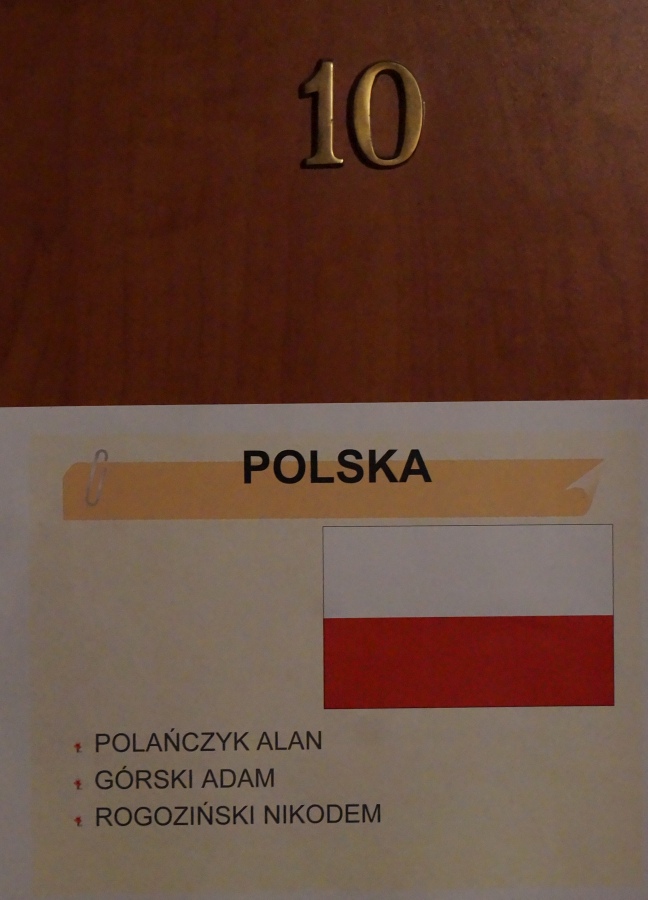 10
POLSKA
POLAŃCZYK ALAN
GÓRSKI ADAM
ROGOZIŃSKI NIKODEM